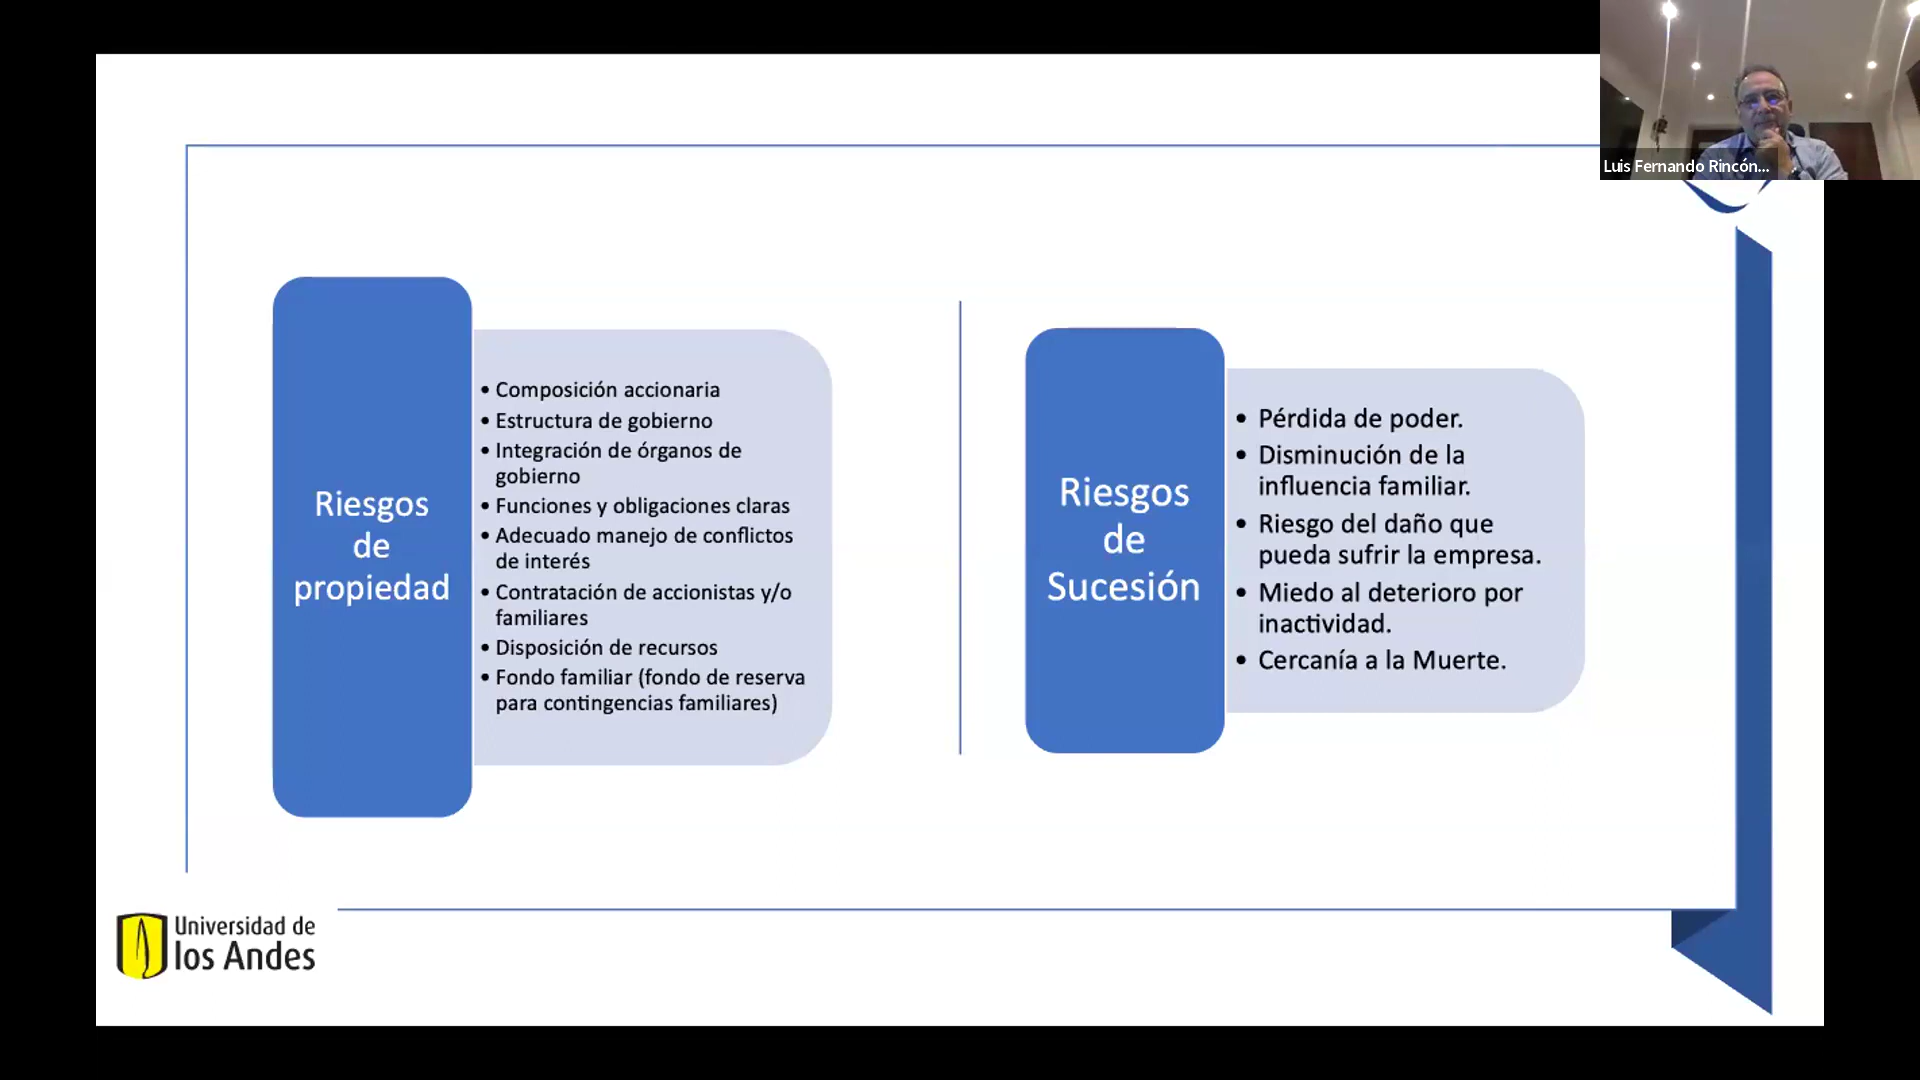 Luis Fernando Rincón...
Riesgos
de
propiedad
• Composición accionaria
• Estructura de gobierno
• Integración de órganos de
gobierno
• Funciones y obligaciones claras
• Adecuado manejo de conflictos
de interés
• Contratación de accionistas y/o
familiares
• Disposición de recursos
• Fondo familiar (fondo de reserva
para contingencias familiares)
Riesgos
de
Sucesión
• Pérdida de poder.
• Disminución de la
influencia familiar.
• Riesgo del daño que
pueda sufrir la empresa.
• Miedo al deterioro por
inactividad.
• Cercanía a la Muerte.
Universidad de
los Andes